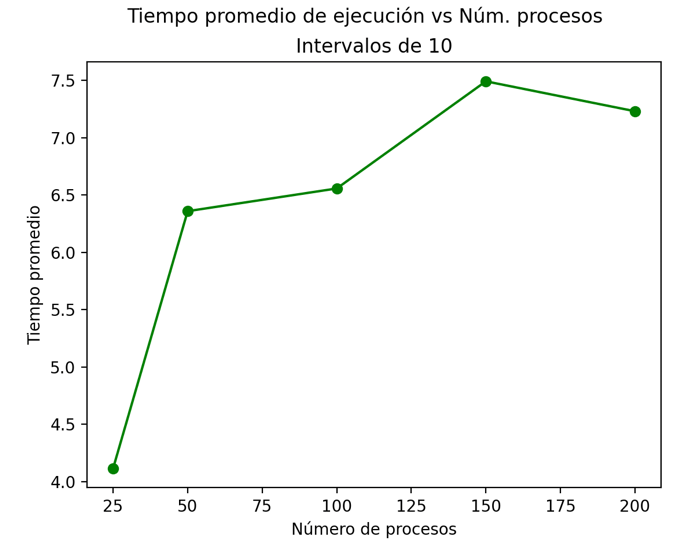 Tiempo promedio de ejecución vs Núm. procesos
Intervalos de 10
7.5
7.0
6.5
6.0
5.5
5.0
4.5
4.0
Tiempo promedio
25 50 75 100 125 150 175 200
Número de procesos